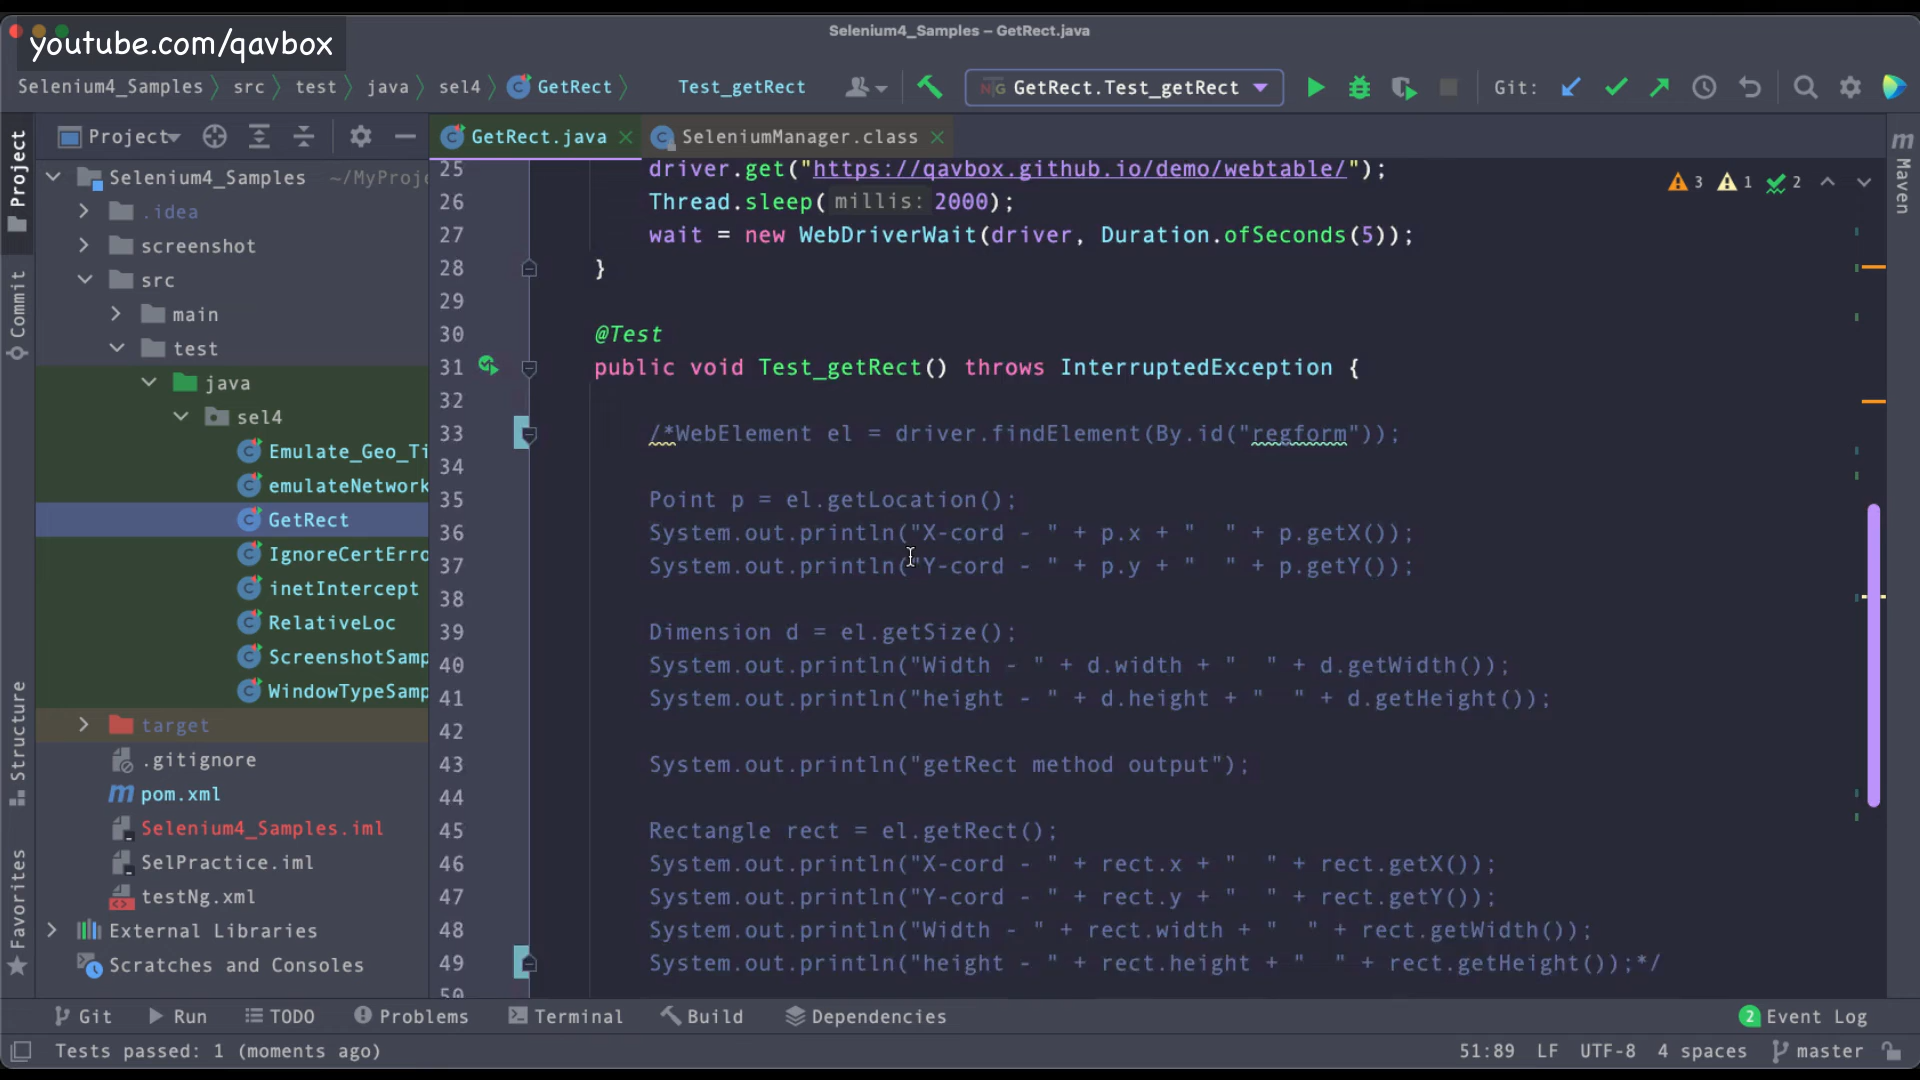 Selenium4_Samples – GetRect.java
youtube.com/qavbox
Selenium4_Samples src test java sel4 GetRect Test_getRect GetRect.Test_getRect Git:
Project GetRect.java SeleniumManager.class
Project
Commit
Structure
Favorites
Maven
Selenium4_Samples ~/MyProj
.idea
screenshot
src
main
test
java
sel4
Emulate_Geo_Ti
emulateNetwork
GetRect
IgnoreCertErro
inetIntercept
RelativeLoc
ScreenshotSamp
WindowTypeSamp
target
.gitignore
pom.xml
Selenium4_Samples.iml
SelPractice.iml
testNg.xml
External Libraries
Scratches and Consoles
3 1 2
25 driver.get("https://qavbox.github.io/demo/webtable/");
26 Thread.sleep( millis: 2000);
27 wait = new WebDriverWait(driver, Duration.ofSeconds(5));
28 }
29
30 @Test
31 public void Test_getRect() throws InterruptedException {
32
33 /*WebElement el = driver.findElement(By.id("regform"));
34
35 Point p = el.getLocation();
36 System.out.println("X-cord - " + p.x + "  " + p.getX());
37 System.out.println("Y-cord - " + p.y + "  " + p.getY());
38
39 Dimension d = el.getSize();
40 System.out.println("Width - " + d.width + "  " + d.getWidth());
41 System.out.println("height - " + d.height + "  " + d.getHeight());
42
43 System.out.println("getRect method output");
44
45 Rectangle rect = el.getRect();
46 System.out.println("X-cord - " + rect.x + "  " + rect.getX());
47 System.out.println("Y-cord - " + rect.y + "  " + rect.getY());
48 System.out.println("Width - " + rect.width + "  " + rect.getWidth());
49 System.out.println("height - " + rect.height + "  " + rect.getHeight());*/
50
Git Run TODO Problems Terminal Build Dependencies 2 Event Log
Tests passed: 1 (moments ago) 51:89 LF UTF-8 4 spaces master